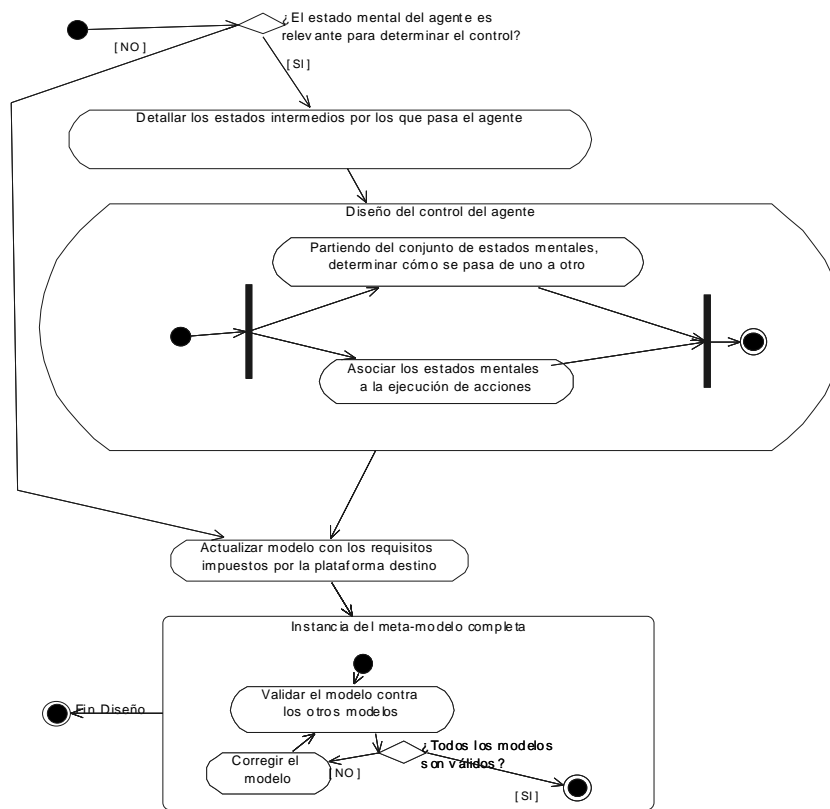 ¿El estado mental del agente es
relevante para determinar el control?
[NO]
[SI]
Detallar los estados intermedios por los que pasa el agente
Diseño del control del agente
Partiendo del conjunto de estados mentales,
determinar cómo se pasa de uno a otro
Asociar los estados mentales
a la ejecución de acciones
Actualizar modelo con los requisitos
impuestos por la plataforma destino
Instancia del meta-modelo completa
Validar el modelo contra
los otros modelos
Fin Diseño
¿Todos los modelos
son válidos?
Corregir el
modelo
[NO]
[SI]